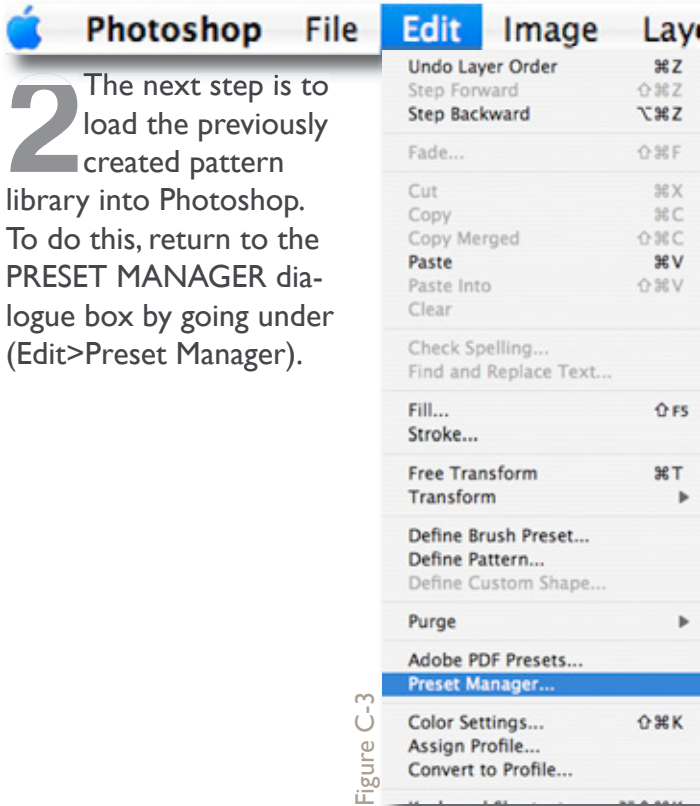 Photoshop File Edit Image Laye
2
The next step is to
load the previously
created pattern
library into Photoshop.
To do this, return to the
PRESET MANAGER dia-
logue box by going under
(Edit>Preset Manager).
Undo Layer Order ⌘Z
Step Forward ⇧⌘Z
Step Backward ⌥⌘Z
Fade... ⇧⌘F
Cut ⌘X
Copy ⌘C
Copy Merged ⇧⌘C
Paste ⌘V
Paste Into ⇧⌘V
Clear
Check Spelling...
Find and Replace Text...
Fill... ⇧F5
Stroke...
Free Transform ⌘T
Transform ▶
Define Brush Preset...
Define Pattern...
Define Custom Shape...
Purge ▶
Adobe PDF Presets...
Preset Manager...
Color Settings... ⇧⌘K
Assign Profile...
Convert to Profile...
Figure C-3